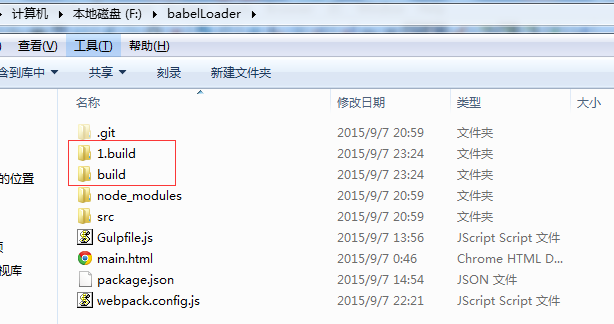 计算机 本地磁盘 (F:) babelLoader
查看(V) 工具(T) 帮助(H)
含到库中 共享 刻录 新建文件夹
名称 修改日期 类型 大小
.git 2015/9/7 20:59 文件夹
1.build 2015/9/7 23:24 文件夹
build 2015/9/7 23:24 文件夹
的位置
node_modules 2015/9/7 20:59 文件夹
src 2015/9/7 20:59 文件夹
Gulpfile.js 2015/9/7 13:56 JScript Script 文件
main.html 2015/9/7 0:46 Chrome HTML D...
视库
package.json 2015/9/7 14:54 JSON 文件
webpack.config.js 2015/9/7 22:21 JScript Script 文件